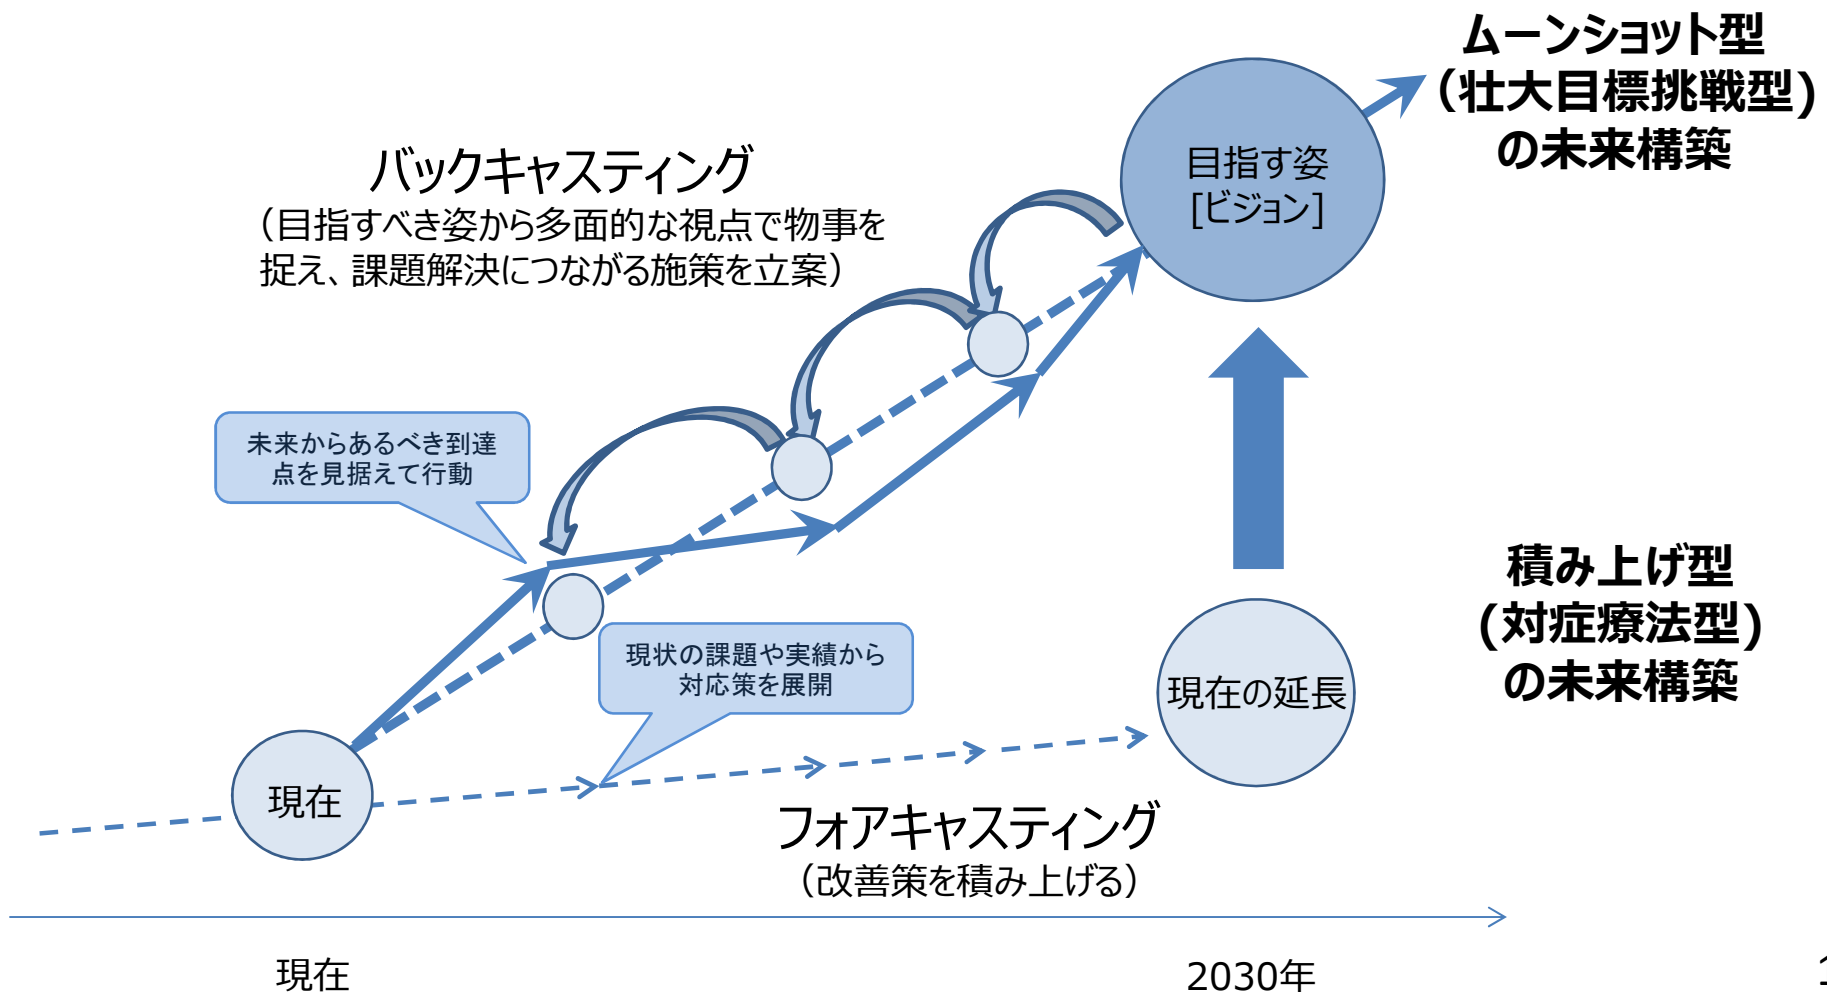 ムーンショット型
（壮大目標挑戦型)
の未来構築
目指す姿
[ビジョン]
バックキャスティング
（目指すべき姿から多面的な視点で物事を
捉え、課題解決につながる施策を立案）
未来からあるべき到達
点を見据えて行動
現状の課題や実績から
対応策を展開
積み上げ型
(対症療法型)
の未来構築
現在の延長
現在
フォアキャスティング
（改善策を積み上げる）
現在
2030年